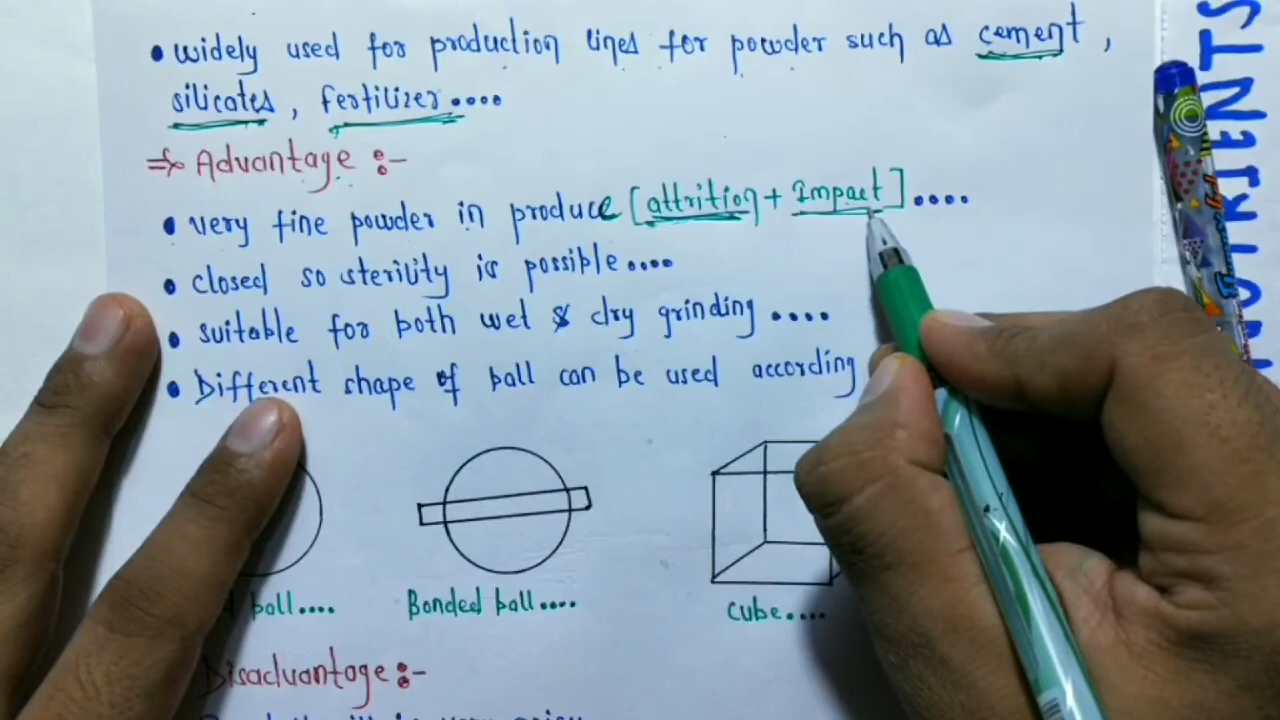 • widely used for production lines for powder such as cement ,
silicates , fertilizer....
⇒ Advantage :-
• very fine powder in produce [attrition + Impact]....
• closed so sterility is possible....
• suitable for both wet & dry grinding ....
• Different shape of ball can be used according
ball....
Bonded ball....
cube....
Disadvantage :-